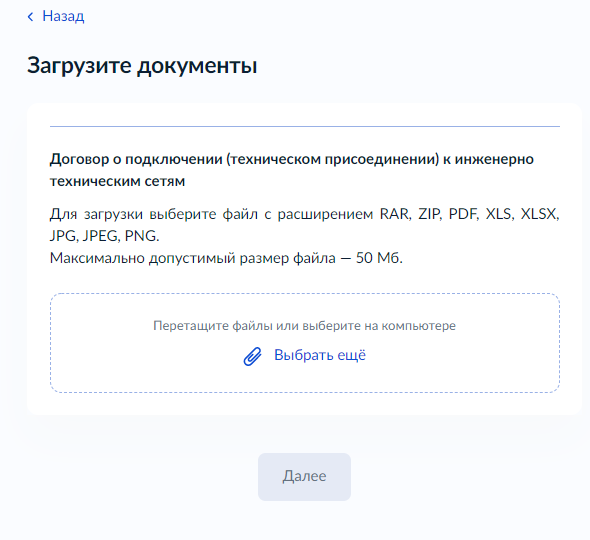 Назад
Загрузите документы
Договор о подключении (техническом присоединении) к инженерно
техническим сетям
Для загрузки выберите файл с расширением RAR, ZIP, PDF, XLS, XLSX,
JPG, JPEG, PNG.
Максимально допустимый размер файла — 50 Мб.
Перетащите файлы или выберите на компьютере
Выбрать ещё
Далее